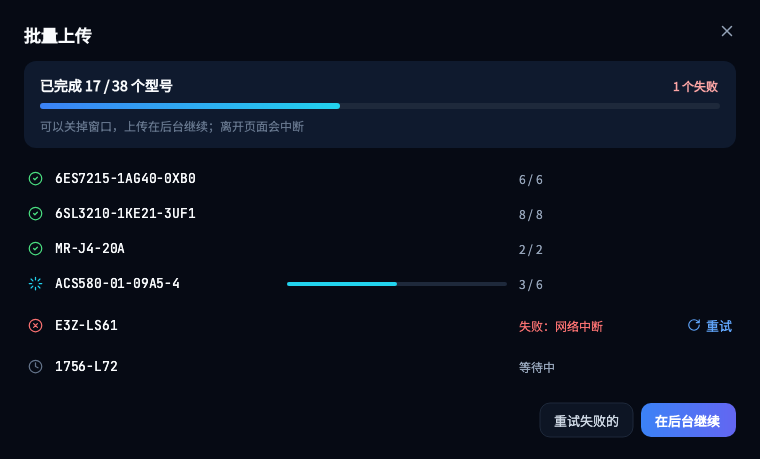 批量上传
已完成 17 / 38 个型号 1 个失败
可以关掉窗口，上传在后台继续；离开页面会中断
6ES7215-1AG40-0XB0 6 / 6
6SL3210-1KE21-3UF1 8 / 8
MR-J4-20A 2 / 2
ACS580-01-09A5-4 3 / 6
E3Z-LS61 失败：网络中断 重试
1756-L72 等待中
重试失败的 在后台继续